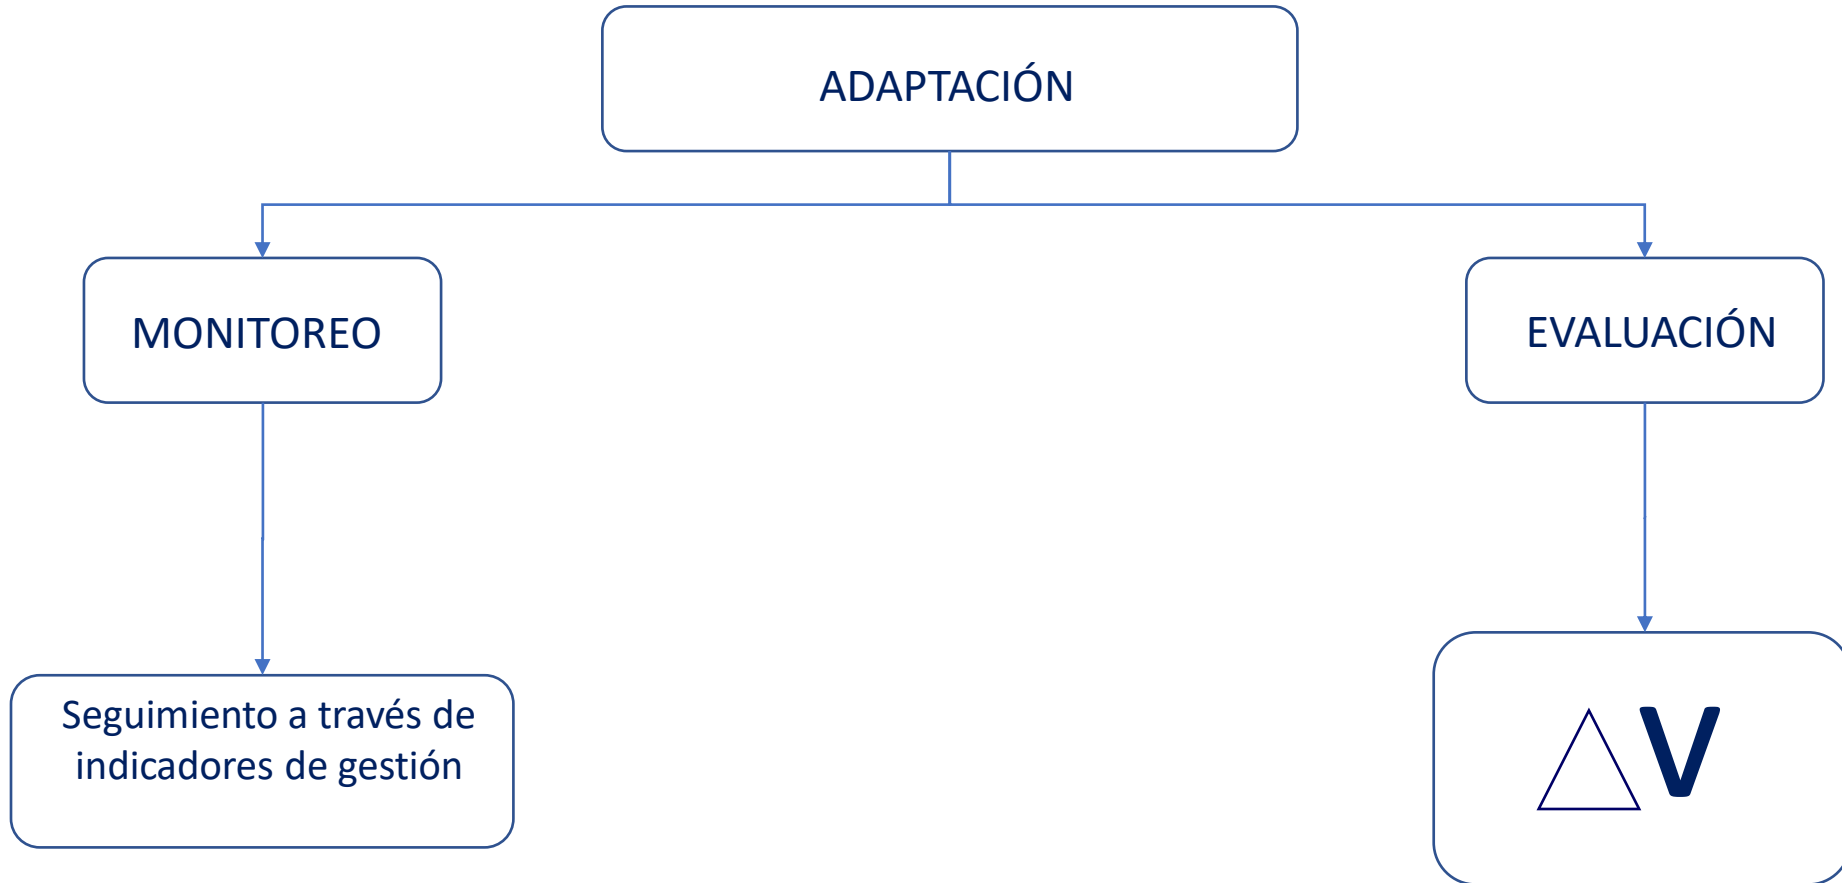 ADAPTACIÓN
MONITOREO
EVALUACIÓN
Seguimiento a través de
indicadores de gestión
△V